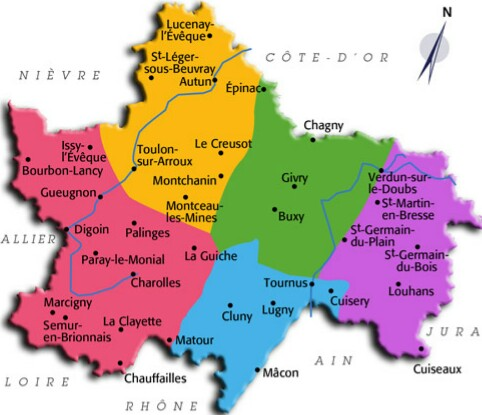 N
Lucenay-
l'Évêque
CÔTE-D'OR
St-Léger-
sous-Beuvray
NIÈVRE
Autun
Épinac
Chagny
Issy-
l'Évêque
Toulon-
sur-Arroux
Le Creusot
Bourbon-Lancy
Verdun-sur-
le-Doubs
Montchanin
Givry
Gueugnon
St-Martin-
en-Bresse
Montceau-
les-Mines
Buxy
ALLIER
Digoin
Palinges
St-Germain-
du-Plain
St-Germain-
du-Bois
Paray-le-Monial
La Guiche
Charolles
Tournus
Louhans
Cuisery
Marcigny
Lugny
Cluny
Semur-
en-Brionnais
La Clayette
JURA
Matour
AIN
Cuiseaux
Mâcon
Chauffailles
LOIRE
RHÔNE